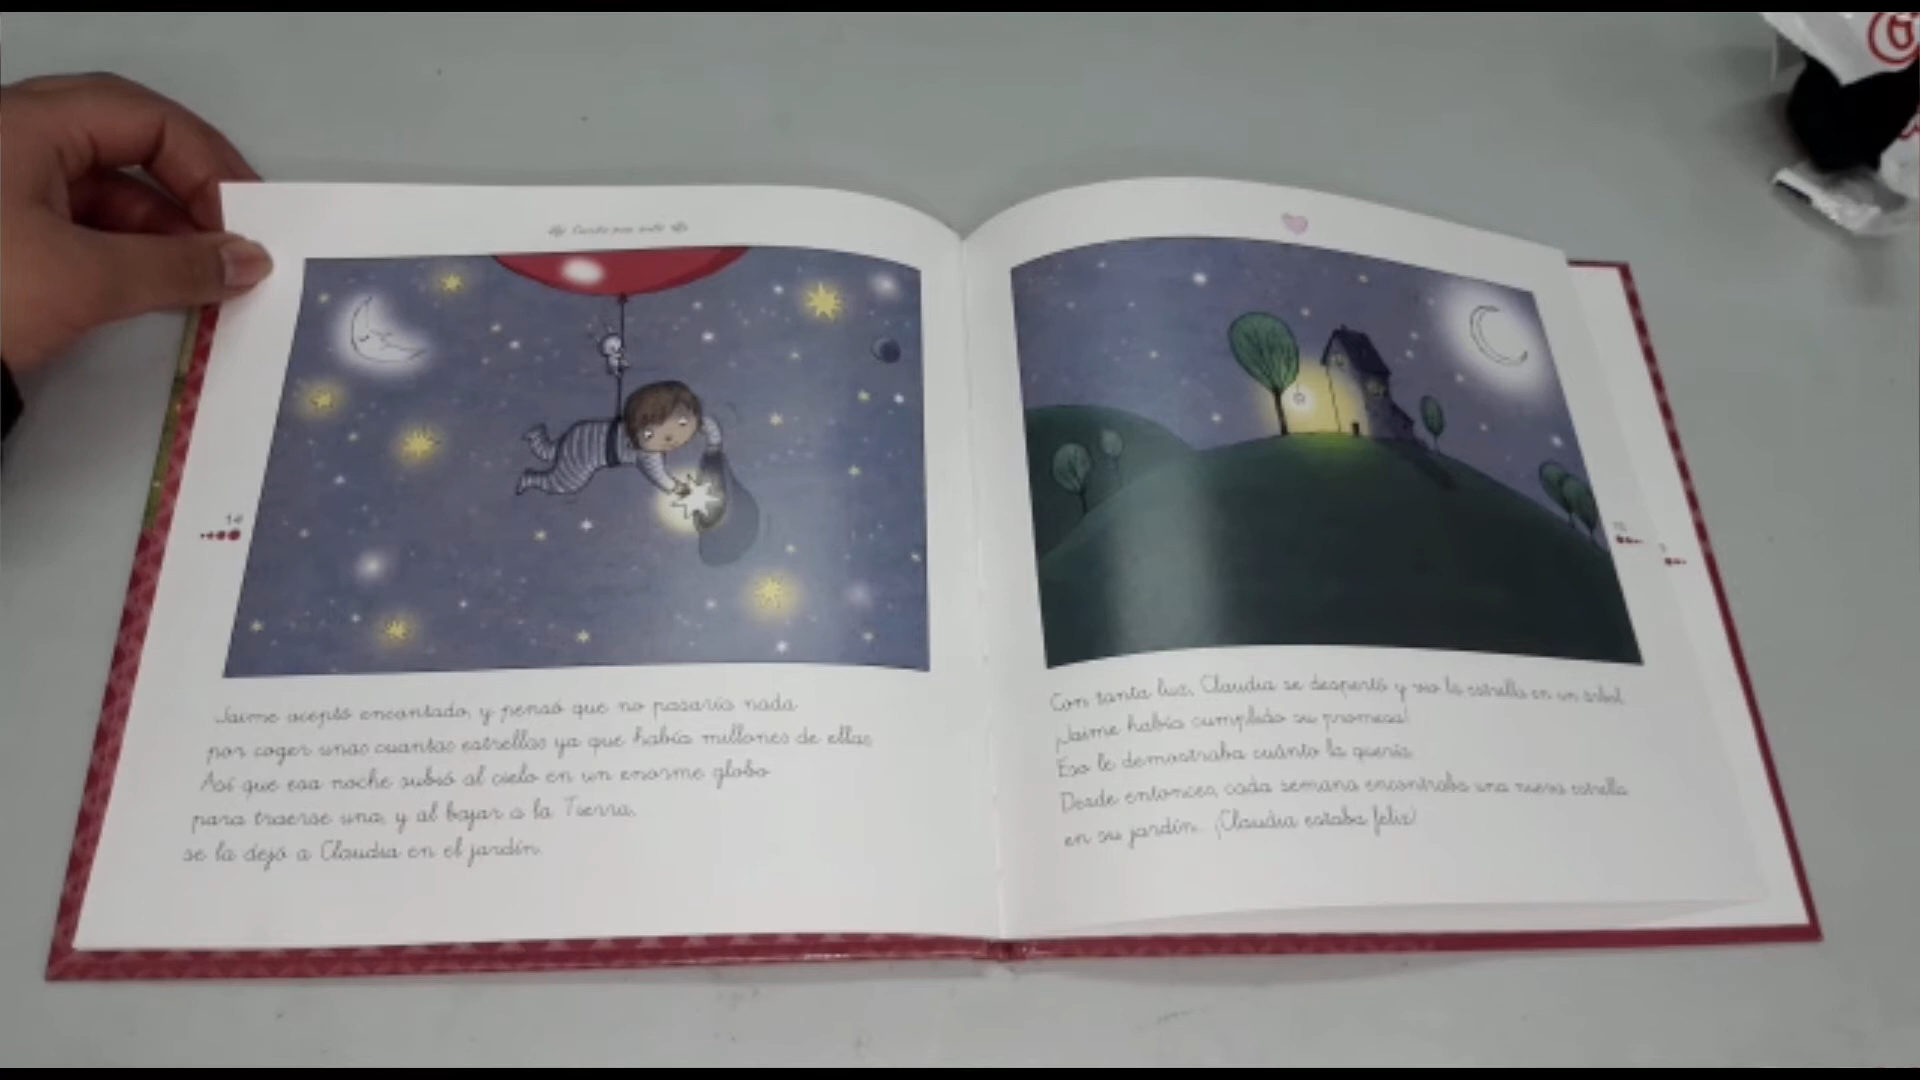 Cuentos para
14
Jaime aceptó encantado, y pensó que no pasaría nada
por coger unas cuantas estrellas ya que había millones de ellas.
Así que esa noche subió al cielo en un enorme globo
para traerse una, y al bajar a la Tierra,
se la dejó a Claudia en el jardín.
Con tanta luz, Claudia se despertó y vio la estrella en un árbol.
¡Jaime había cumplido su promesa!
Eso le demostraba cuánto la quería.
Desde entonces, cada semana encontraba una nueva estrella
en su jardín. ¡Claudia estaba feliz!